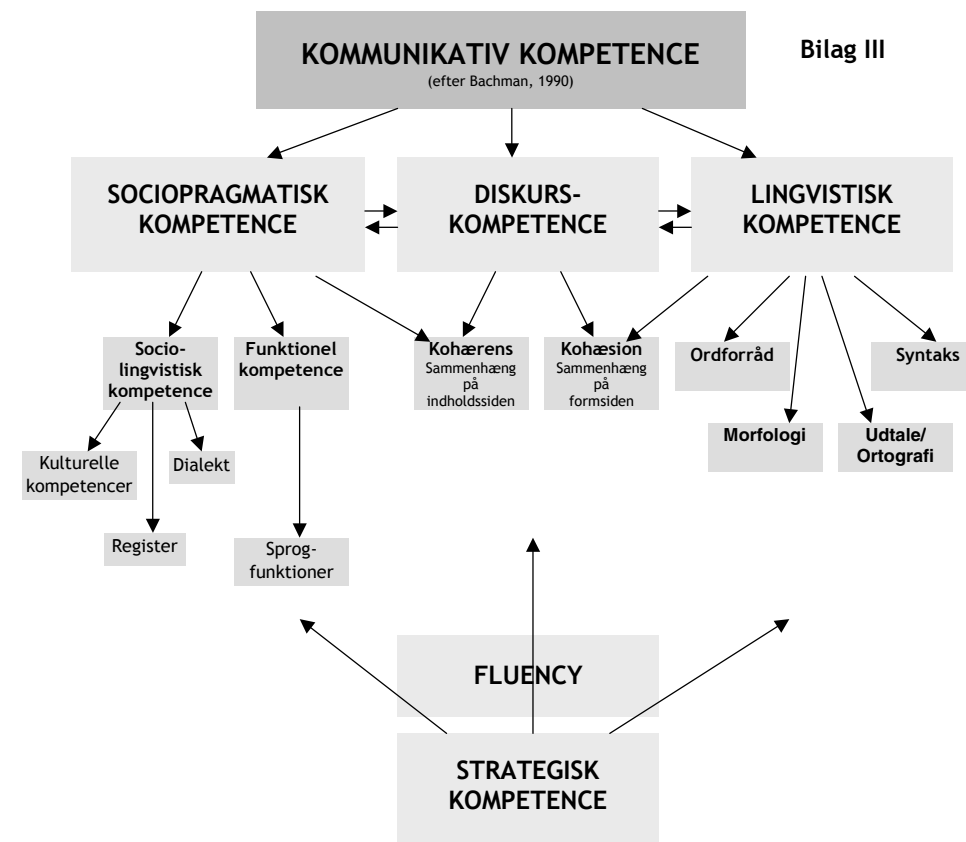 KOMMUNIKATIV KOMPETENCE
(efter Bachman, 1990)
Bilag III
SOCIOPRAGMATISK
KOMPETENCE
DISKURS-
KOMPETENCE
LINGVISTISK
KOMPETENCE
Socio-
lingvistisk
kompetence
Funktionel
kompetence
Kohærens
Sammenhæng
på
indholdssiden
Kohæsion
Sammenhæng
på
formsiden
Ordforråd
Syntaks
Morfologi
Udtale/
Ortografi
Kulturelle
kompetencer
Dialekt
Register
Sprog-
funktioner
FLUENCY
STRATEGISK
KOMPETENCE